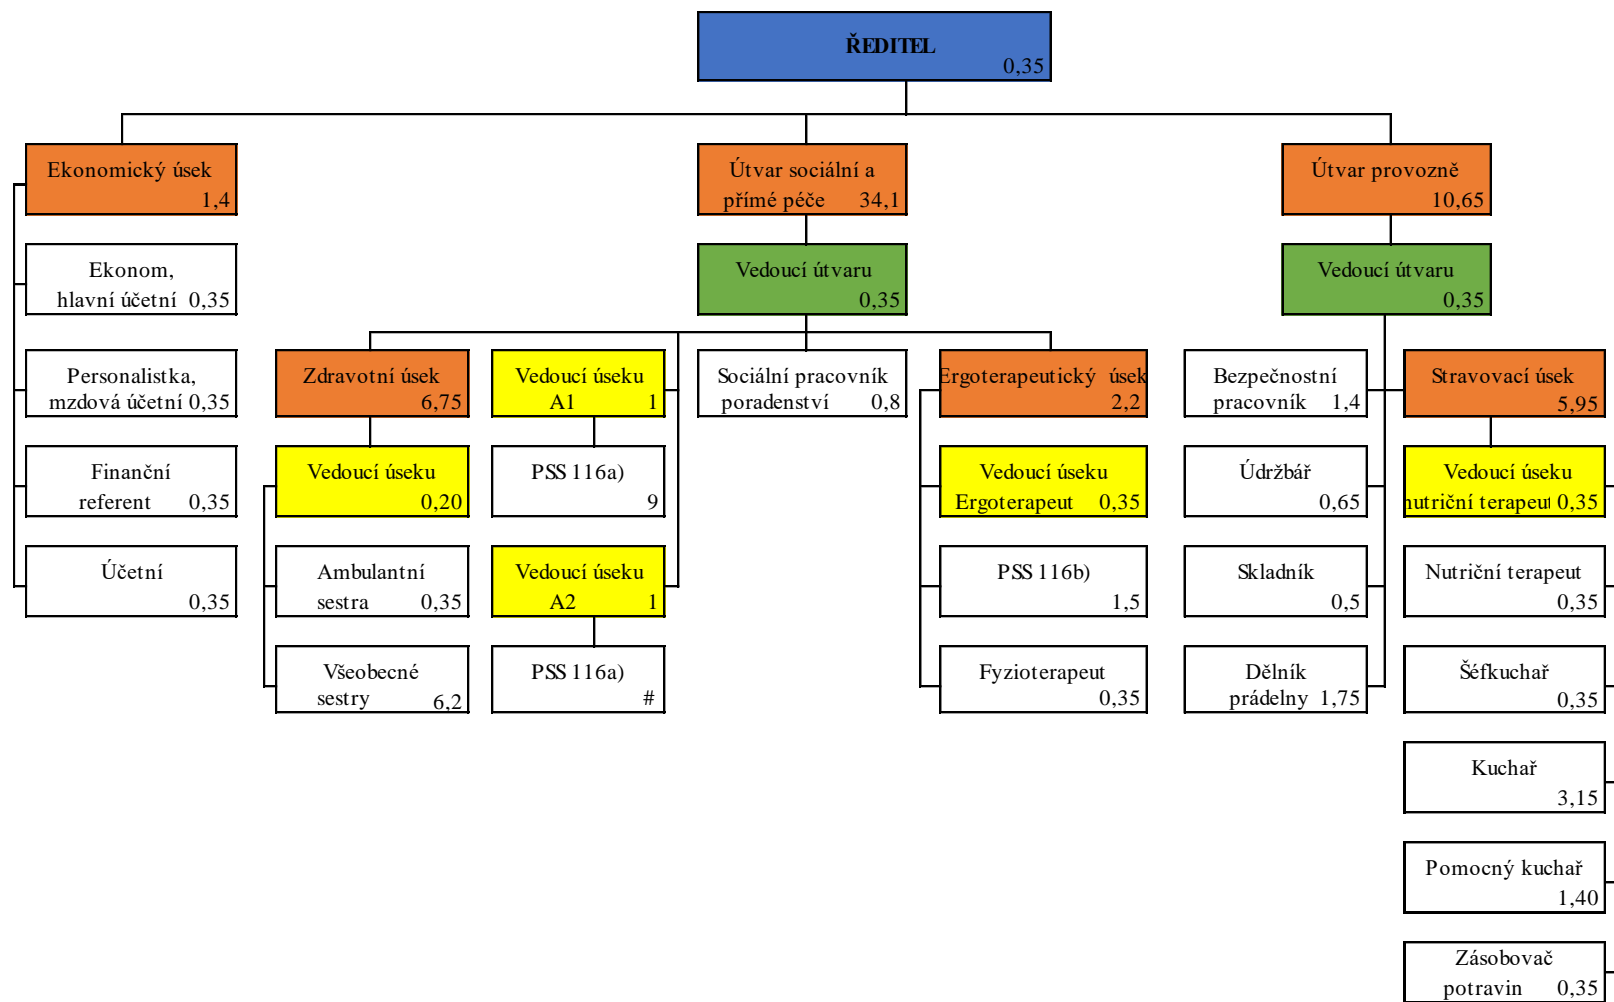 ŘEDITEL
0,35
Ekonomický úsek
1,4
Útvar sociální a
přímé péče 34,1
Útvar provozně
10,65
Ekonom,
hlavní účetní 0,35
Vedoucí útvaru
0,35
Vedoucí útvaru
0,35
Personalistka,
mzdová účetní 0,35
Zdravotní úsek
6,75
Vedoucí úseku
A1 1
Sociální pracovník
poradenství 0,8
Ergoterapeutický úsek
2,2
Bezpečnostní
pracovník 1,4
Stravovací úsek
5,95
Finanční
referent 0,35
Vedoucí úseku
0,20
PSS 116a)
9
Vedoucí úseku
Ergoterapeut 0,35
Údržbář
0,65
Vedoucí úseku
nutriční terapeut 0,35
Účetní
0,35
Ambulantní
sestra 0,35
Vedoucí úseku
A2 1
PSS 116b)
1,5
Skladník
0,5
Nutriční terapeut
0,35
Všeobecné
sestry 6,2
PSS 116a)
#
Fyzioterapeut
0,35
Dělník
prádelny 1,75
Šéfkuchař
0,35
Kuchař
3,15
Pomocný kuchař
1,40
Zásobovač
potravin 0,35